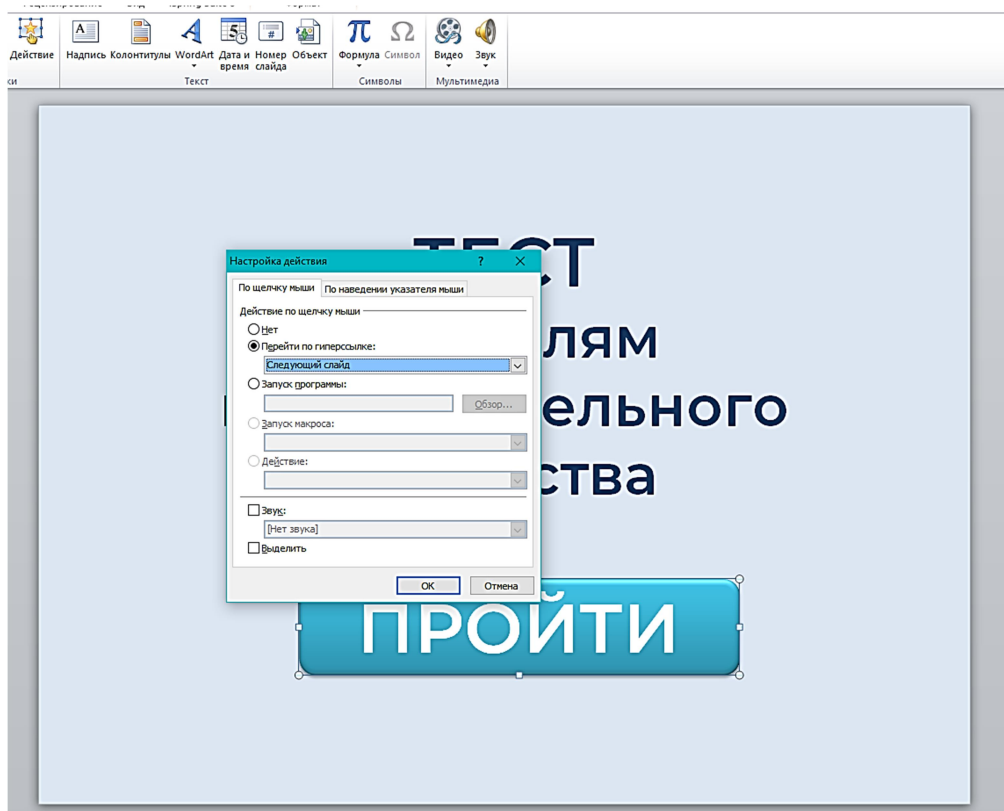 Действие
Надпись Колонтитулы WordArt Дата и Номер Объект
время слайда
Формула Символ
Видео Звук
ки
Текст
Символы
Мультимедиа
ТЕСТ
Настройка действия ? ×
По щелчку мыши По наведении указателя мыши
Действие по щелчку мыши
Нет
Перейти по гиперссылке:
Следующий слайд
лям
Запуск программы:
Обзор...
ельного
Запуск макроса:
Действие:
ства
Звук:
[Нет звука]
Выделить
ОК Отмена
ПРОЙТИ